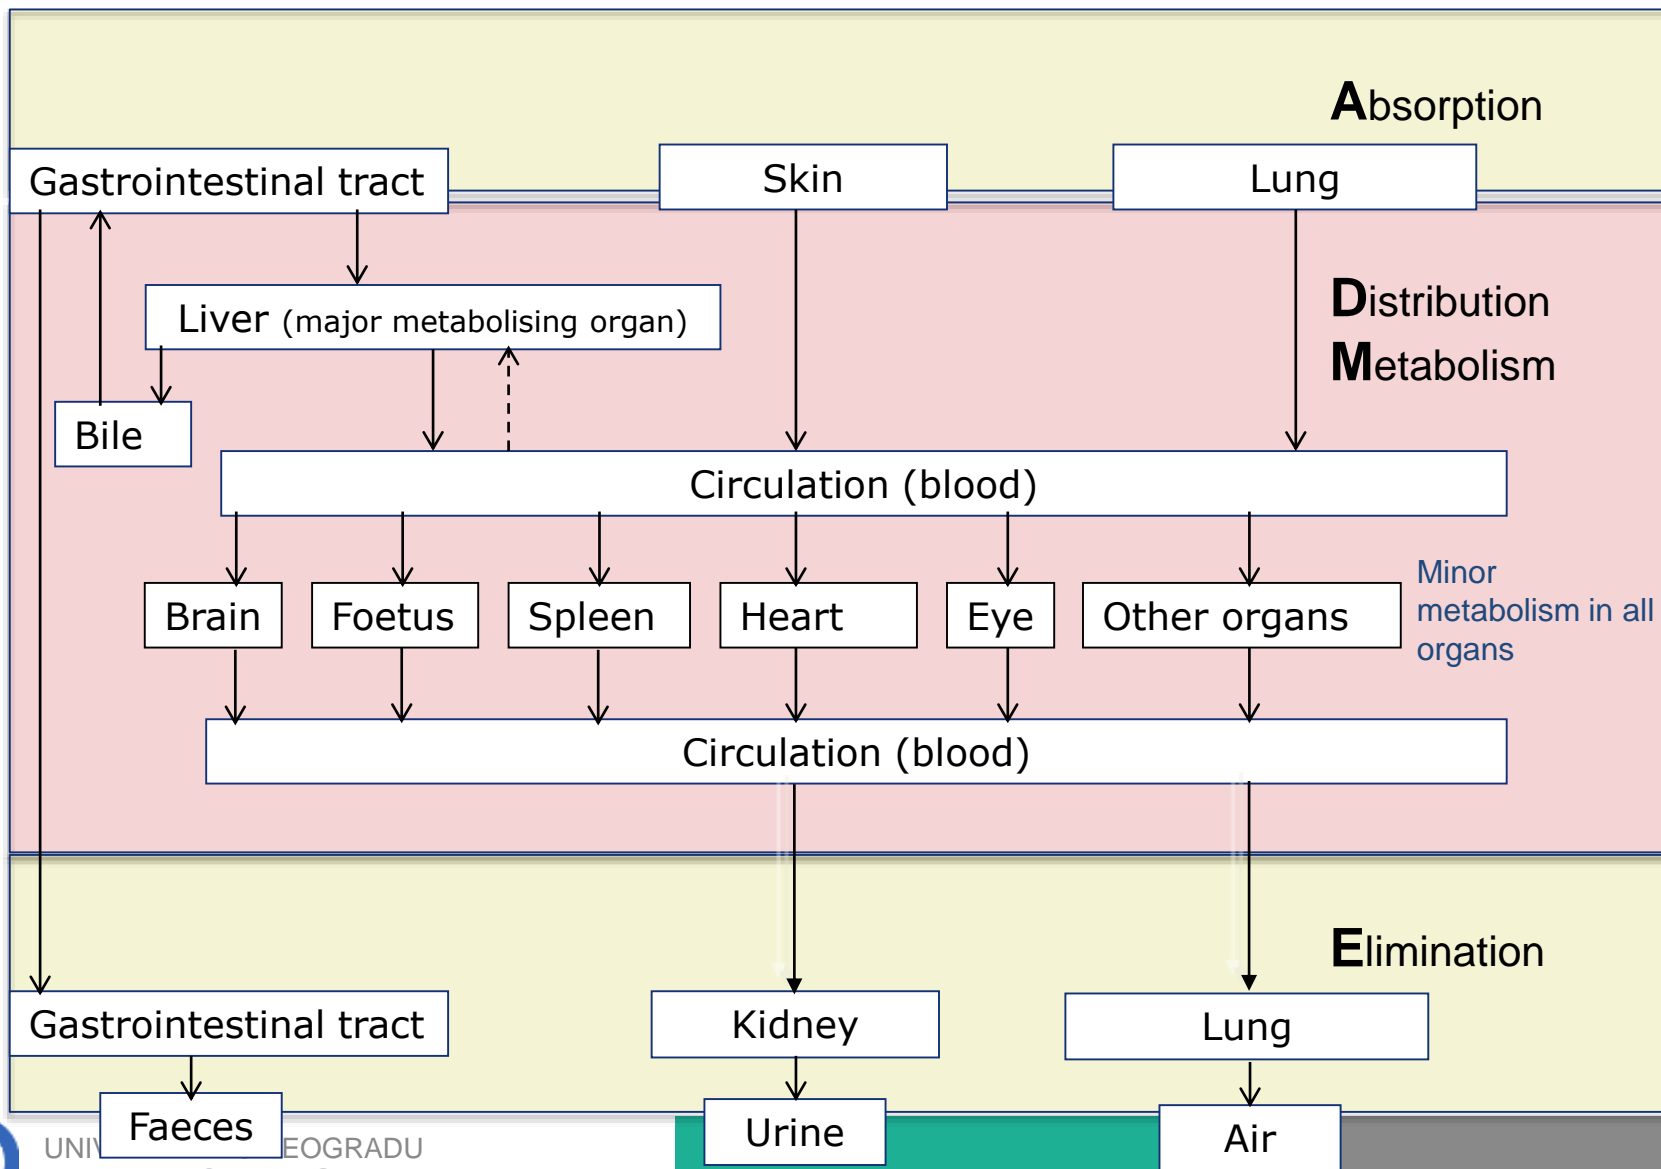 Absorption
Gastrointestinal tract
Skin
Lung
Distribution
Liver (major metabolising organ)
Metabolism
Bile
Circulation (blood)
Brain
Foetus
Spleen
Heart
Eye
Other organs
Minor
metabolism in all
organs
Circulation (blood)
Elimination
Gastrointestinal tract
Kidney
Lung
Faeces
Urine
Air